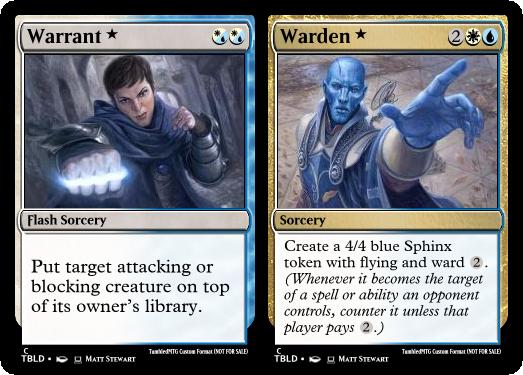 Warrant ★
Flash Sorcery
Put target attacking or
blocking creature on top
of its owner's library.
C
TBLD • MATT STEWART
TumbledMTG Custom Format (NOT FOR SALE)
Warden ★
2
Sorcery
Create a 4/4 blue Sphinx
token with flying and ward 2.
(Whenever it becomes the target
of a spell or ability an opponent
controls, counter it unless that
player pays 2.)
C
TBLD • MATT STEWART
TumbledMTG Custom Format (NOT FOR SALE)